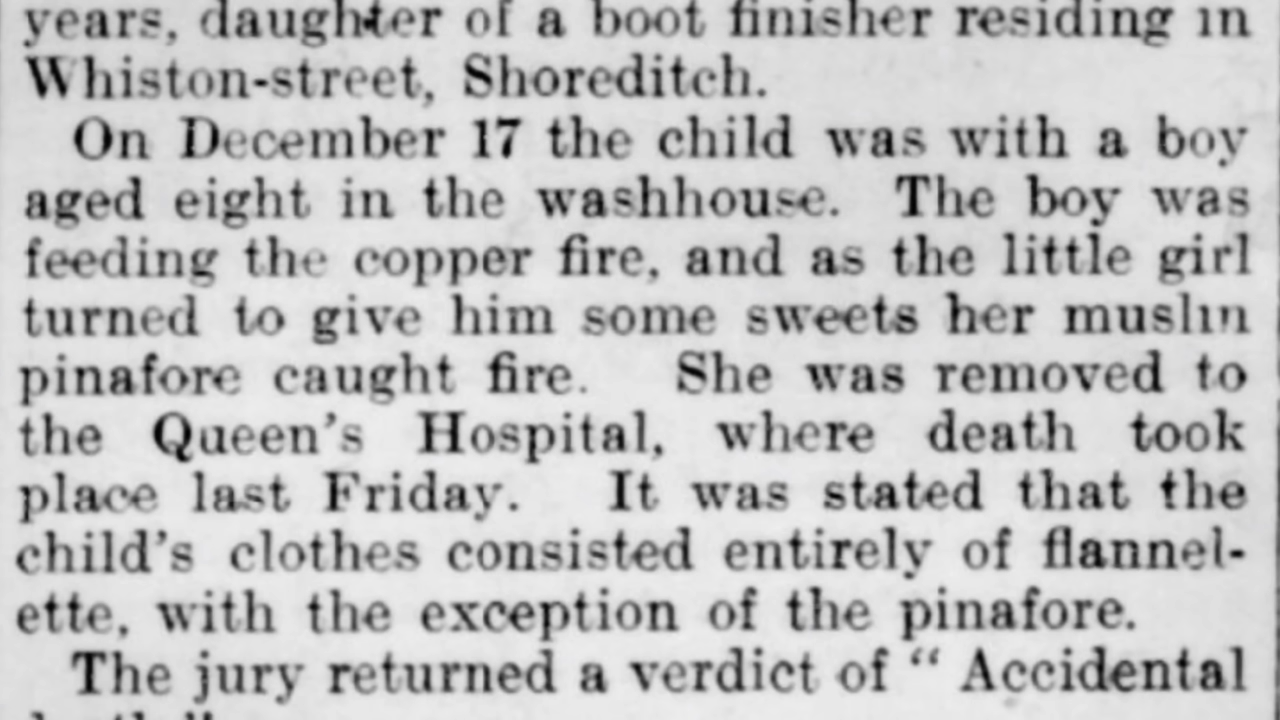 years, daughter of a boot finisher residing in
Whiston-street, Shoreditch.
On December 17 the child was with a boy
aged eight in the washhouse. The boy was
feeding the copper fire, and as the little girl
turned to give him some sweets her muslin
pinafore caught fire. She was removed to
the Queen's Hospital, where death took
place last Friday. It was stated that the
child's clothes consisted entirely of flannel-
ette, with the exception of the pinafore.
The jury returned a verdict of “ Accidental